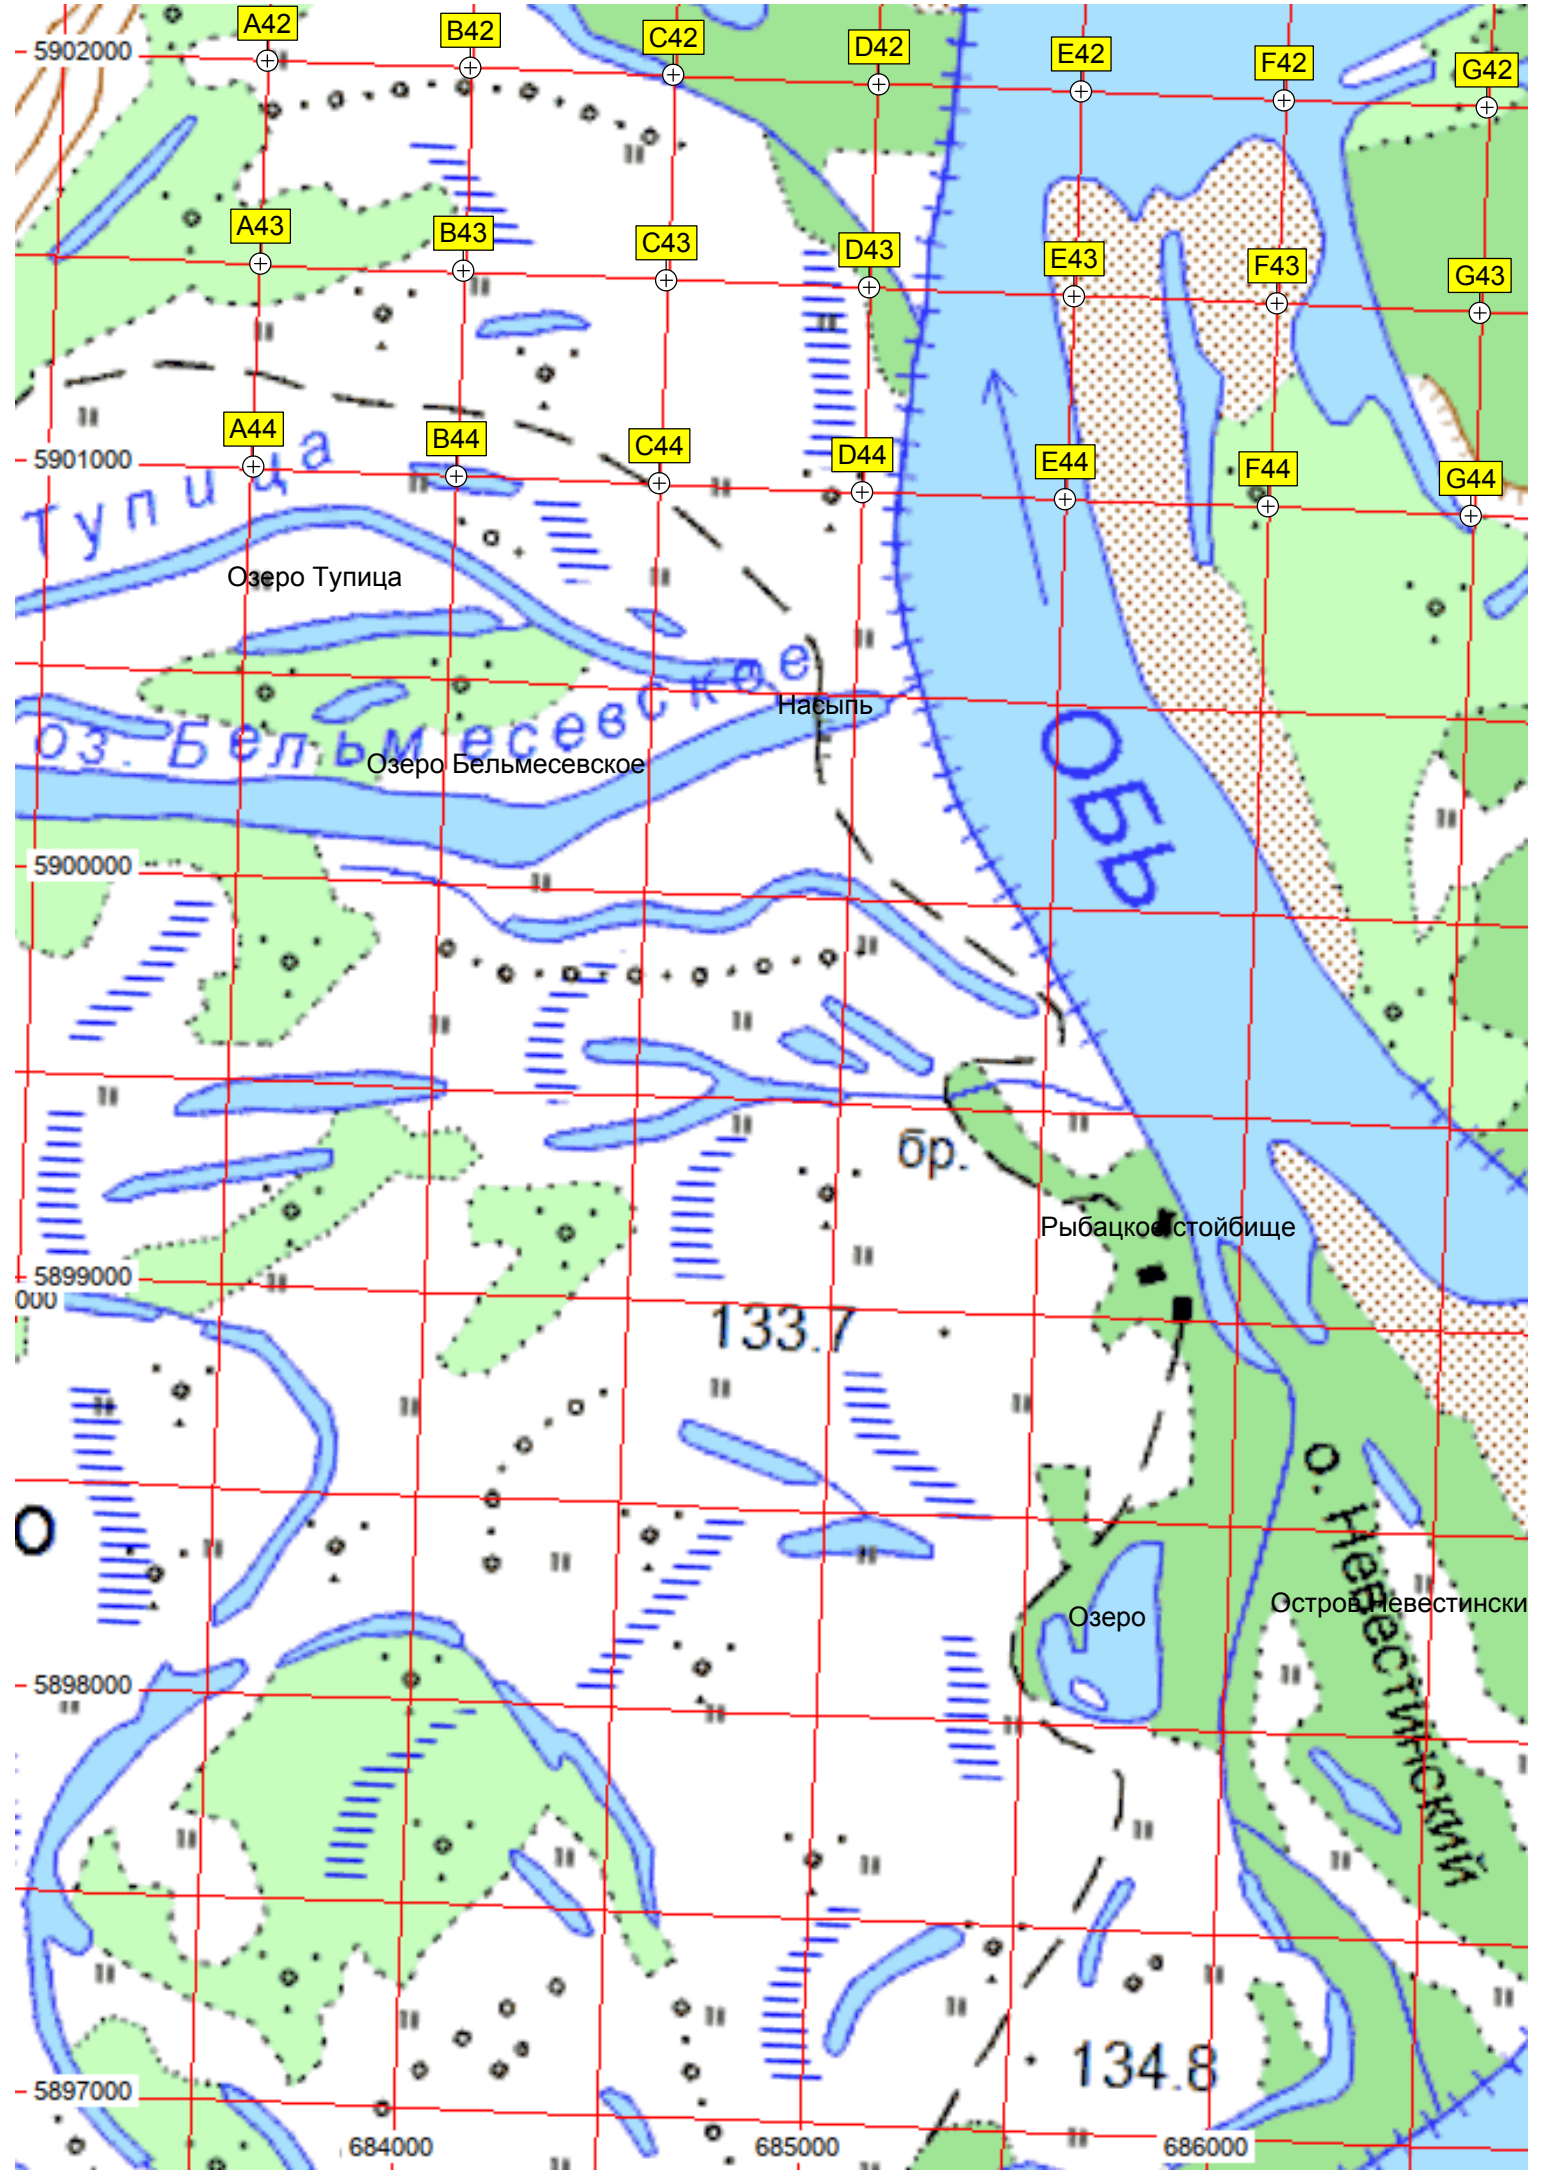 A42
B42
C42
D42
E42
F42
G42
5902000
A43
B43
C43
D43
E43
F43
G43
A44
B44
C44
D44
E44
F44
G44
5901000
Тупица
Озеро Тупица
оз. Бельмесевское
Насыпь
Озеро Бельмесевское
ОБЬ
5900000
бр.
Рыбацкое стойбище
5899000
000
133.7
О
о. Невестинский
Озеро
Остров Невестински
5898000
134.8
5897000
684000
685000
686000